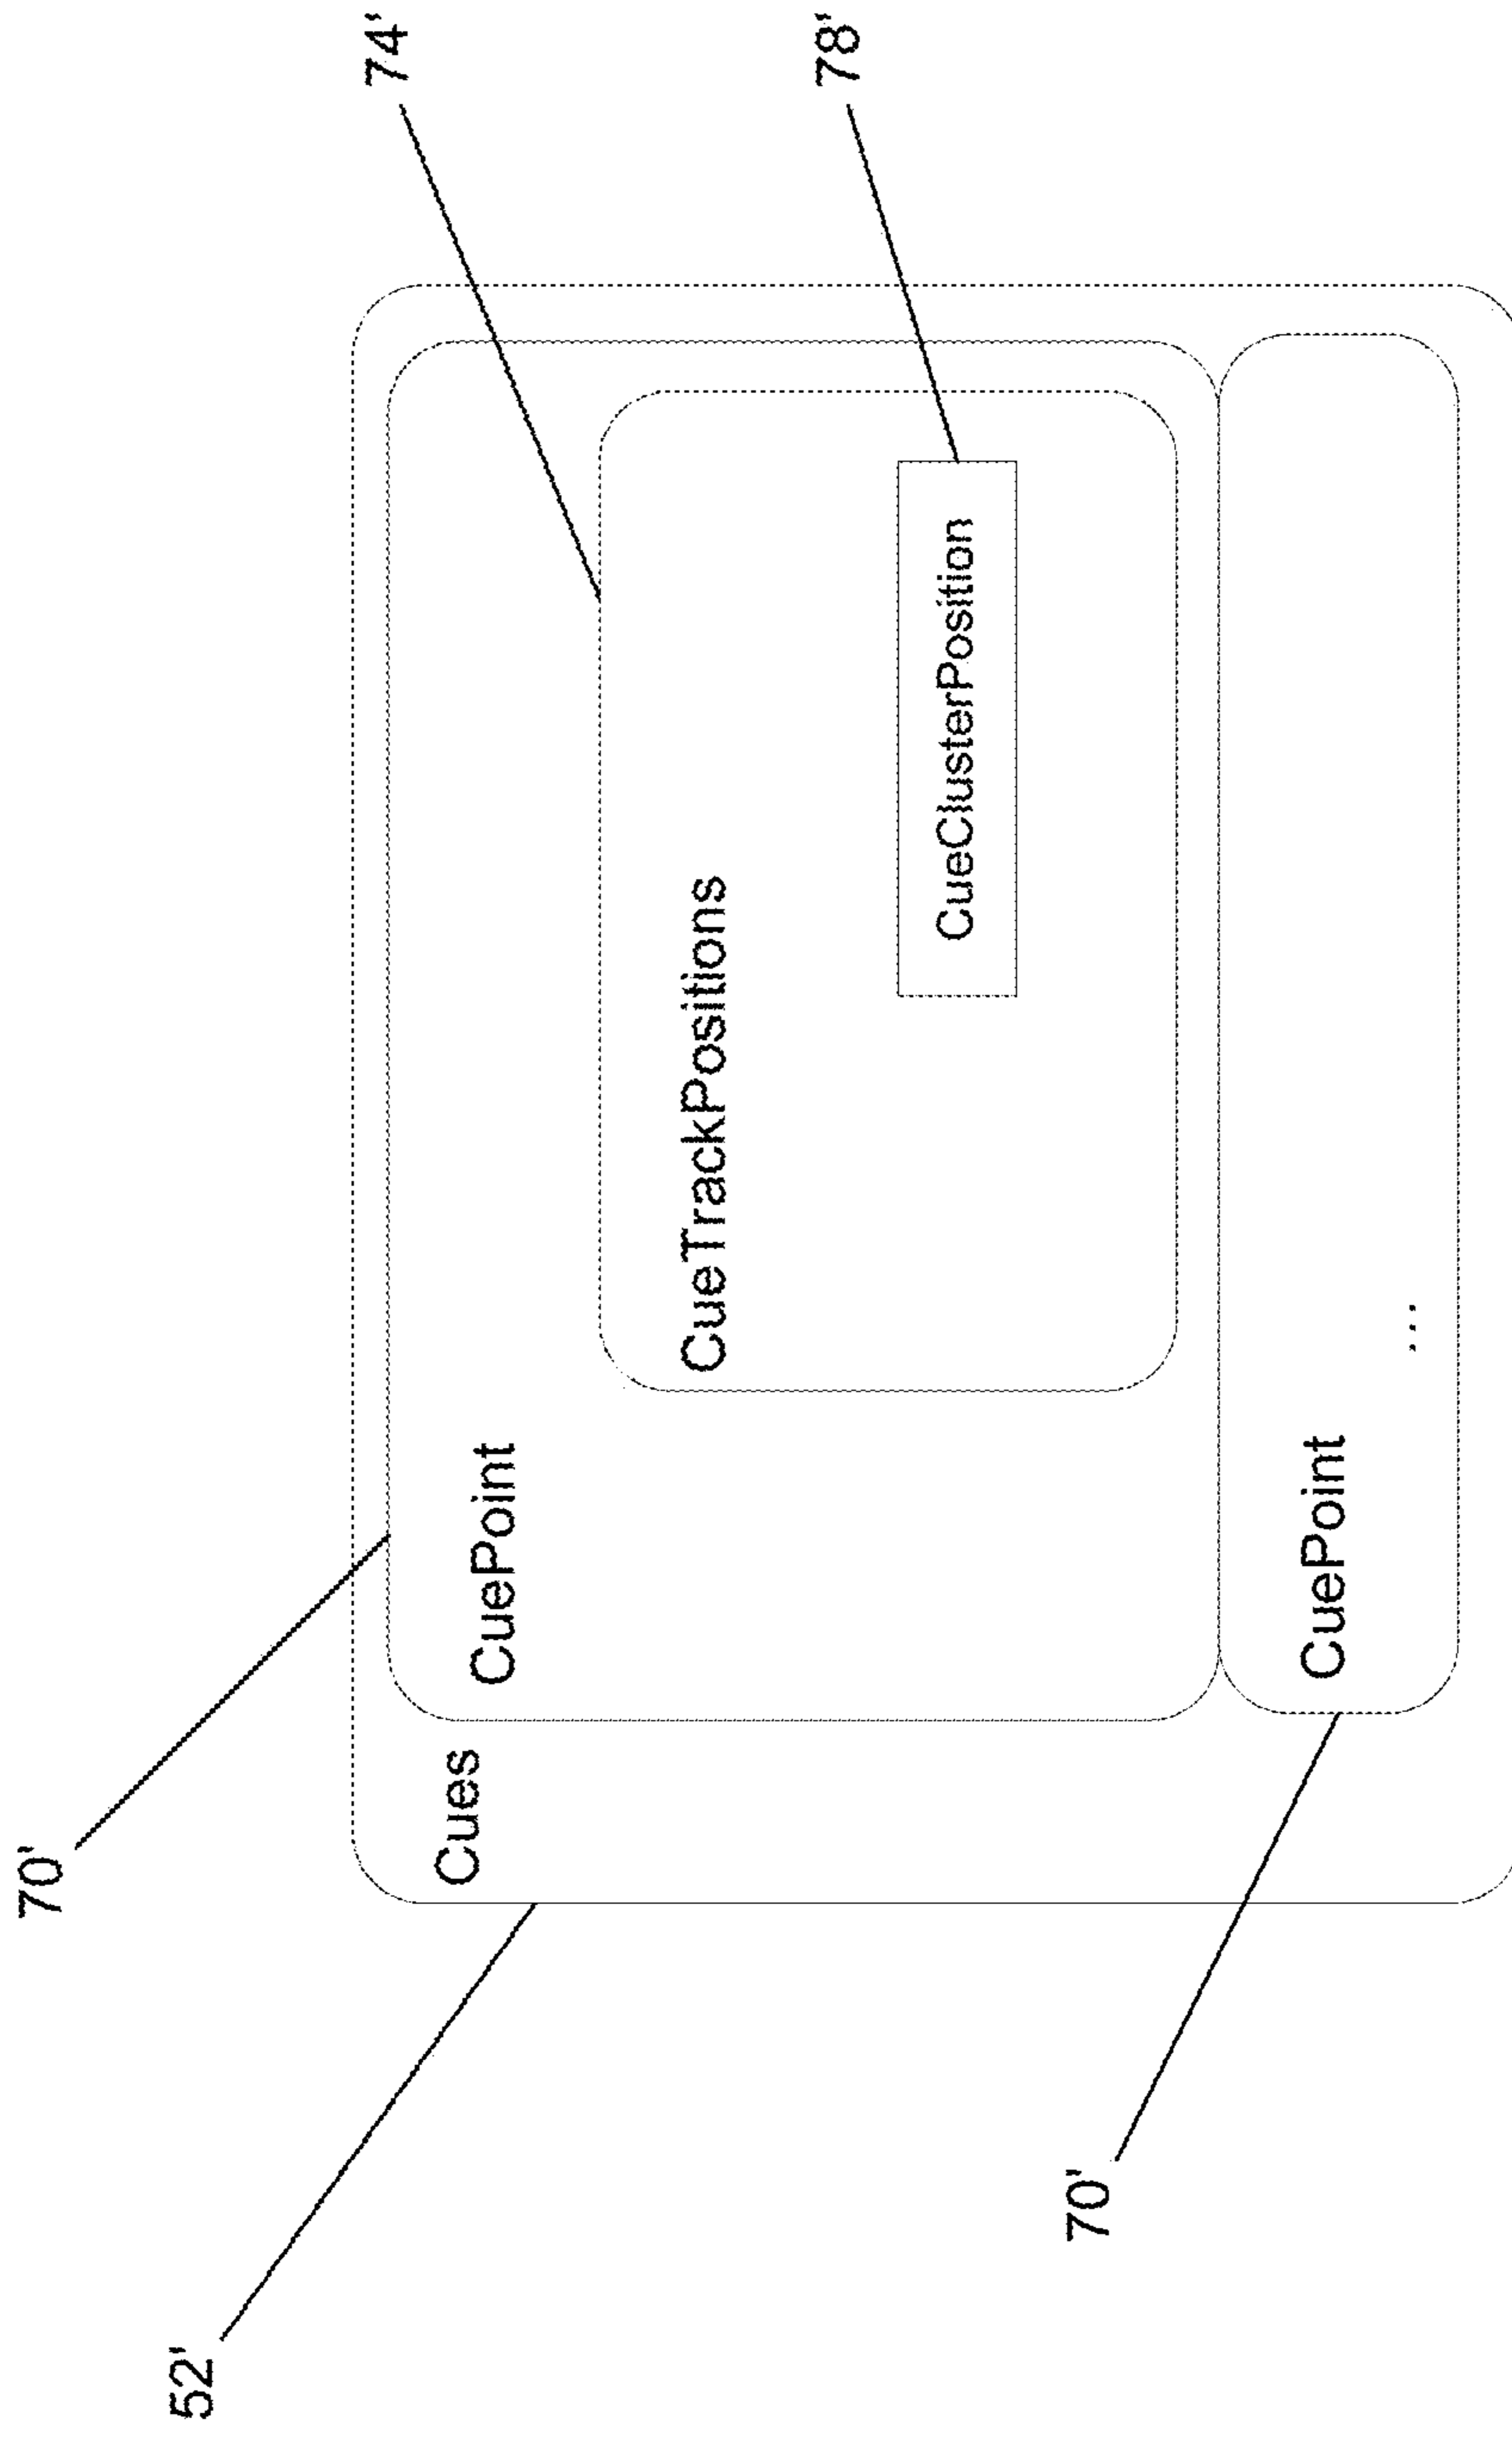 70'
52'
Cues
CuePoint
74'
CueTrackPositions
78'
CueClusterPosition
70'
CuePoint
...